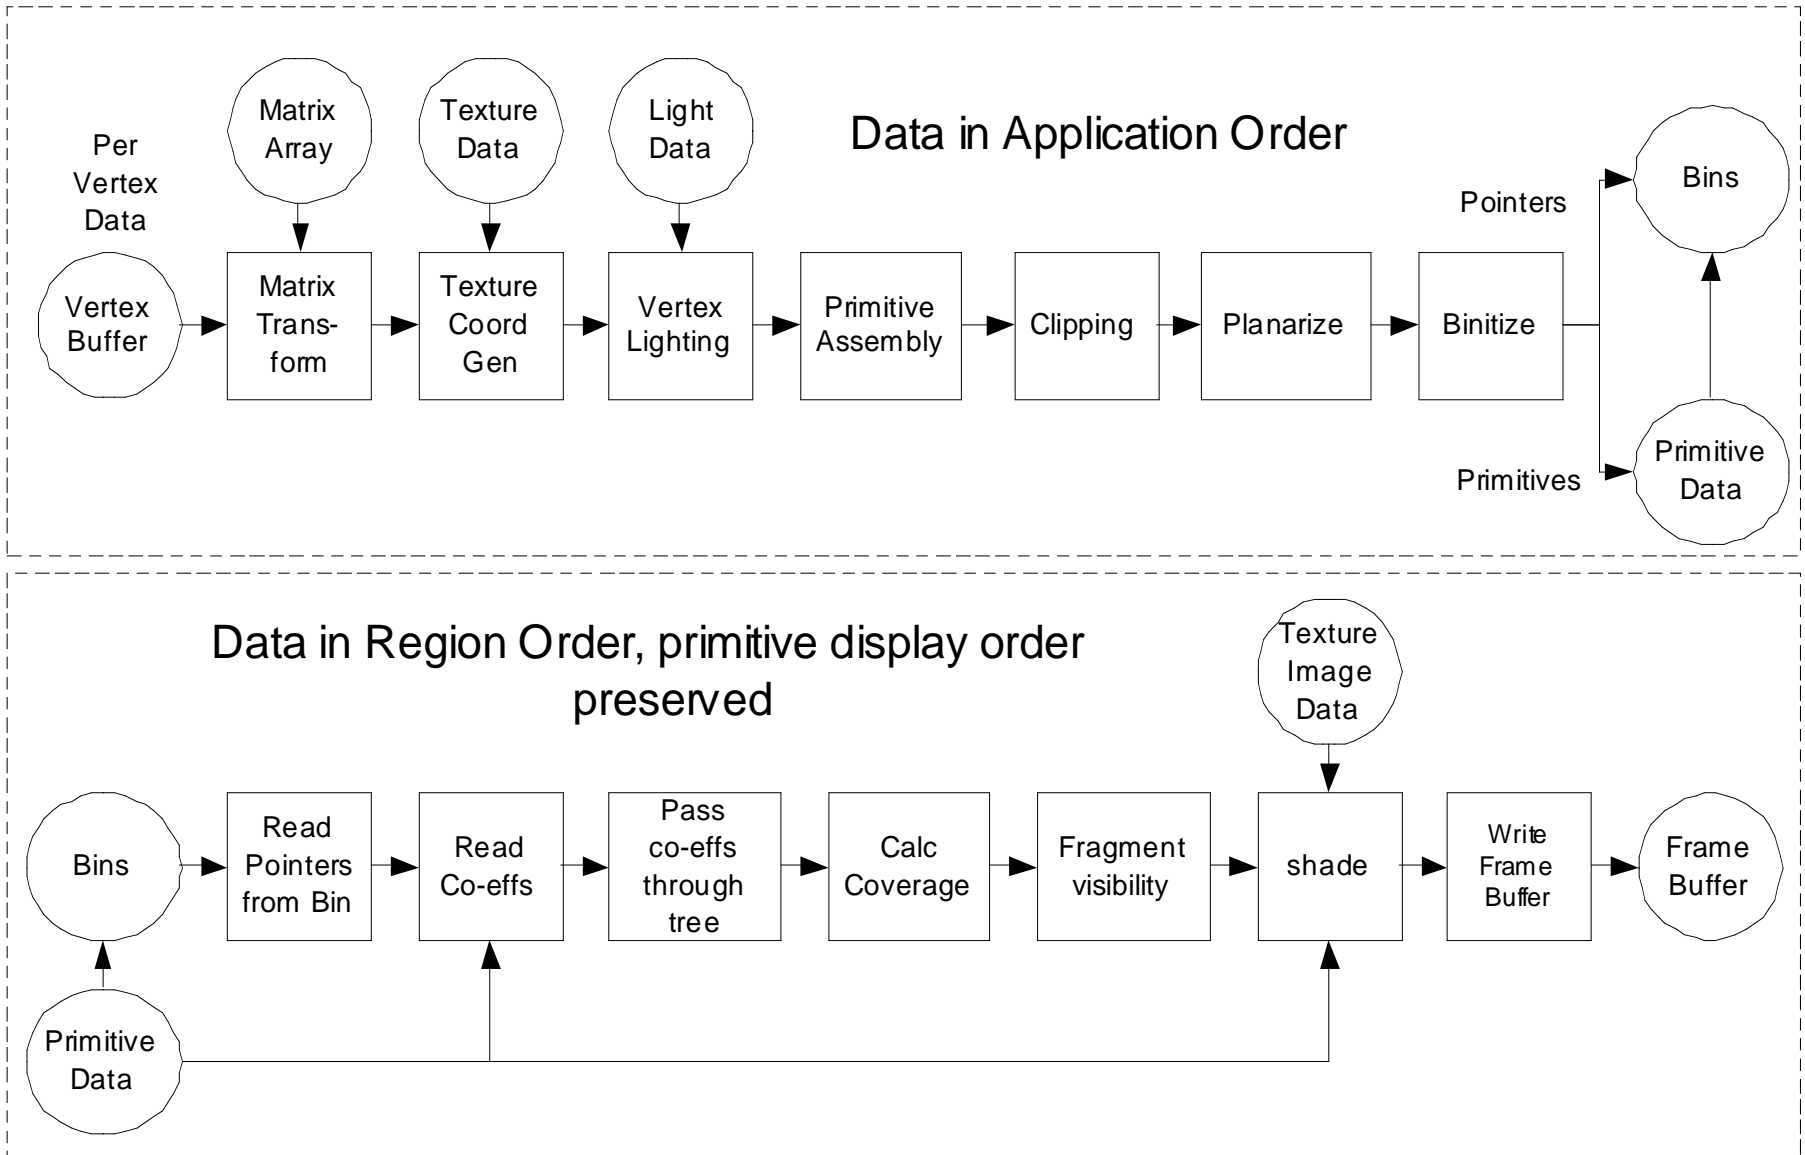 Data in Application Order
Per
Vertex
Data
Matrix
Array
Texture
Data
Light
Data
Pointers
Bins
Vertex
Buffer
Matrix
Trans-
form
Texture
Coord
Gen
Vertex
Lighting
Primitive
Assembly
Clipping
Planarize
Binitize
Primitives
Primitive
Data
Data in Region Order, primitive display order
preserved
Texture
Image
Data
Bins
Read
Pointers
from Bin
Read
Co-effs
Pass
co-effs
through
tree
Calc
Coverage
Fragment
visibility
shade
Write
Frame
Buffer
Frame
Buffer
Primitive
Data